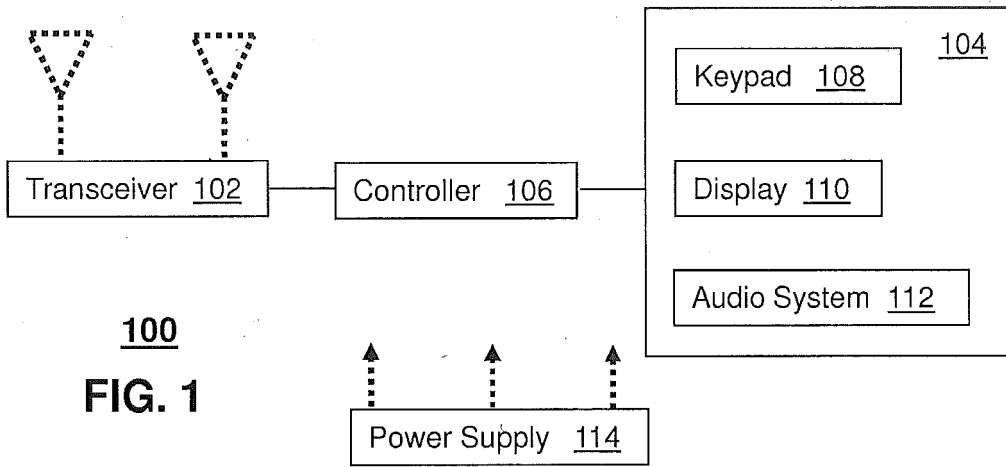 104
Keypad 108
Transceiver 102
Controller 106
Display 110
Audio System 112
100
FIG. 1
Power Supply 114